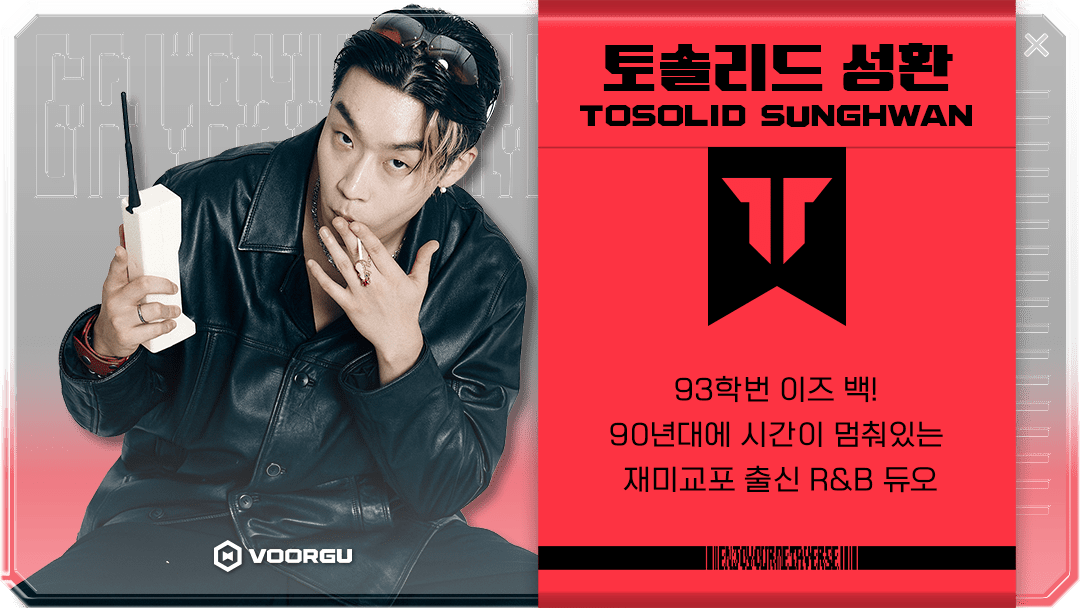 토솔리드 성환
TOSOLID SUNGHWAN
93학번 이즈 백!
90년대에 시간이 멈춰있는
재미교포 출신 R&B 듀오
VOORGU
ENJOYOURMETAVERSE